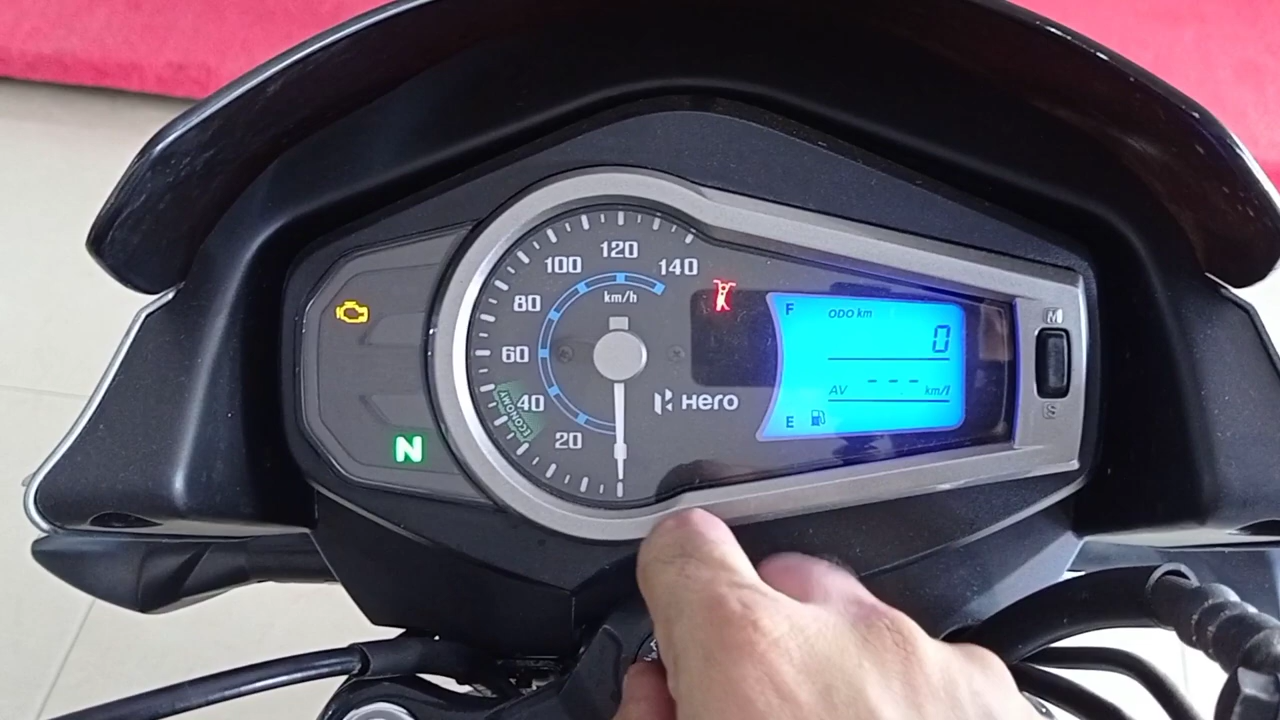 120
100
140
80
km/h
60
40
ECONOMY
20
N
Hero
F
ODO km
0
AV - - - km/l
E
M
S